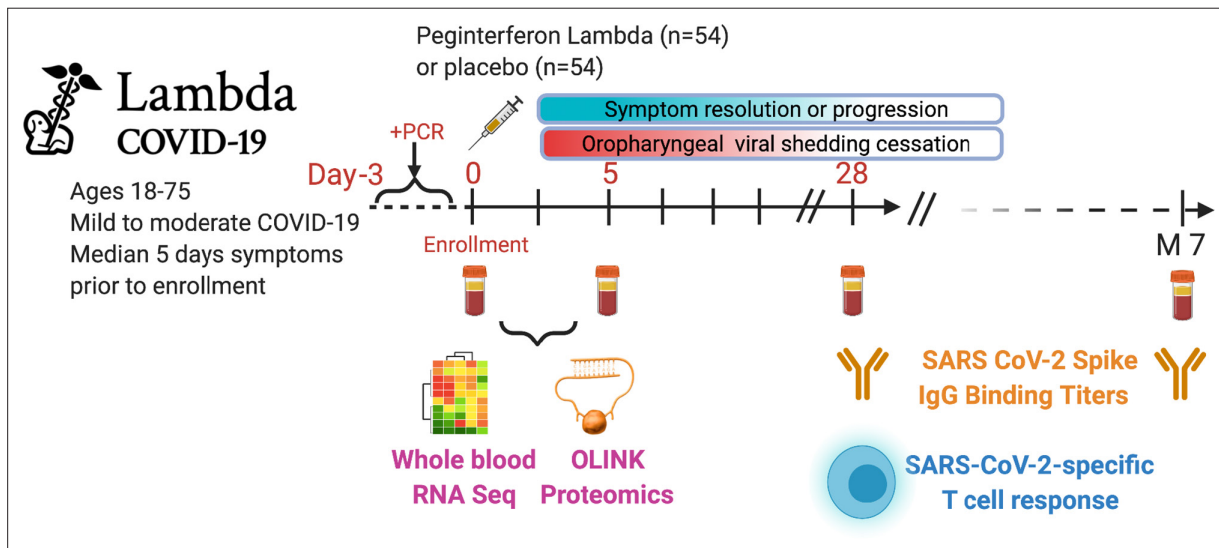 Peginterferon Lambda (n=54)
or placebo (n=54)
Lambda
COVID-19
Ages 18-75
Mild to moderate COVID-19
Median 5 days symptoms
prior to enrollment
+PCR
Symptom resolution or progression
Oropharyngeal viral shedding cessation
Day-3
0
5
28
Enrollment
M 7
Whole blood
RNA Seq
OLINK
Proteomics
SARS CoV-2 Spike
IgG Binding Titers
SARS-CoV-2-specific
T cell response